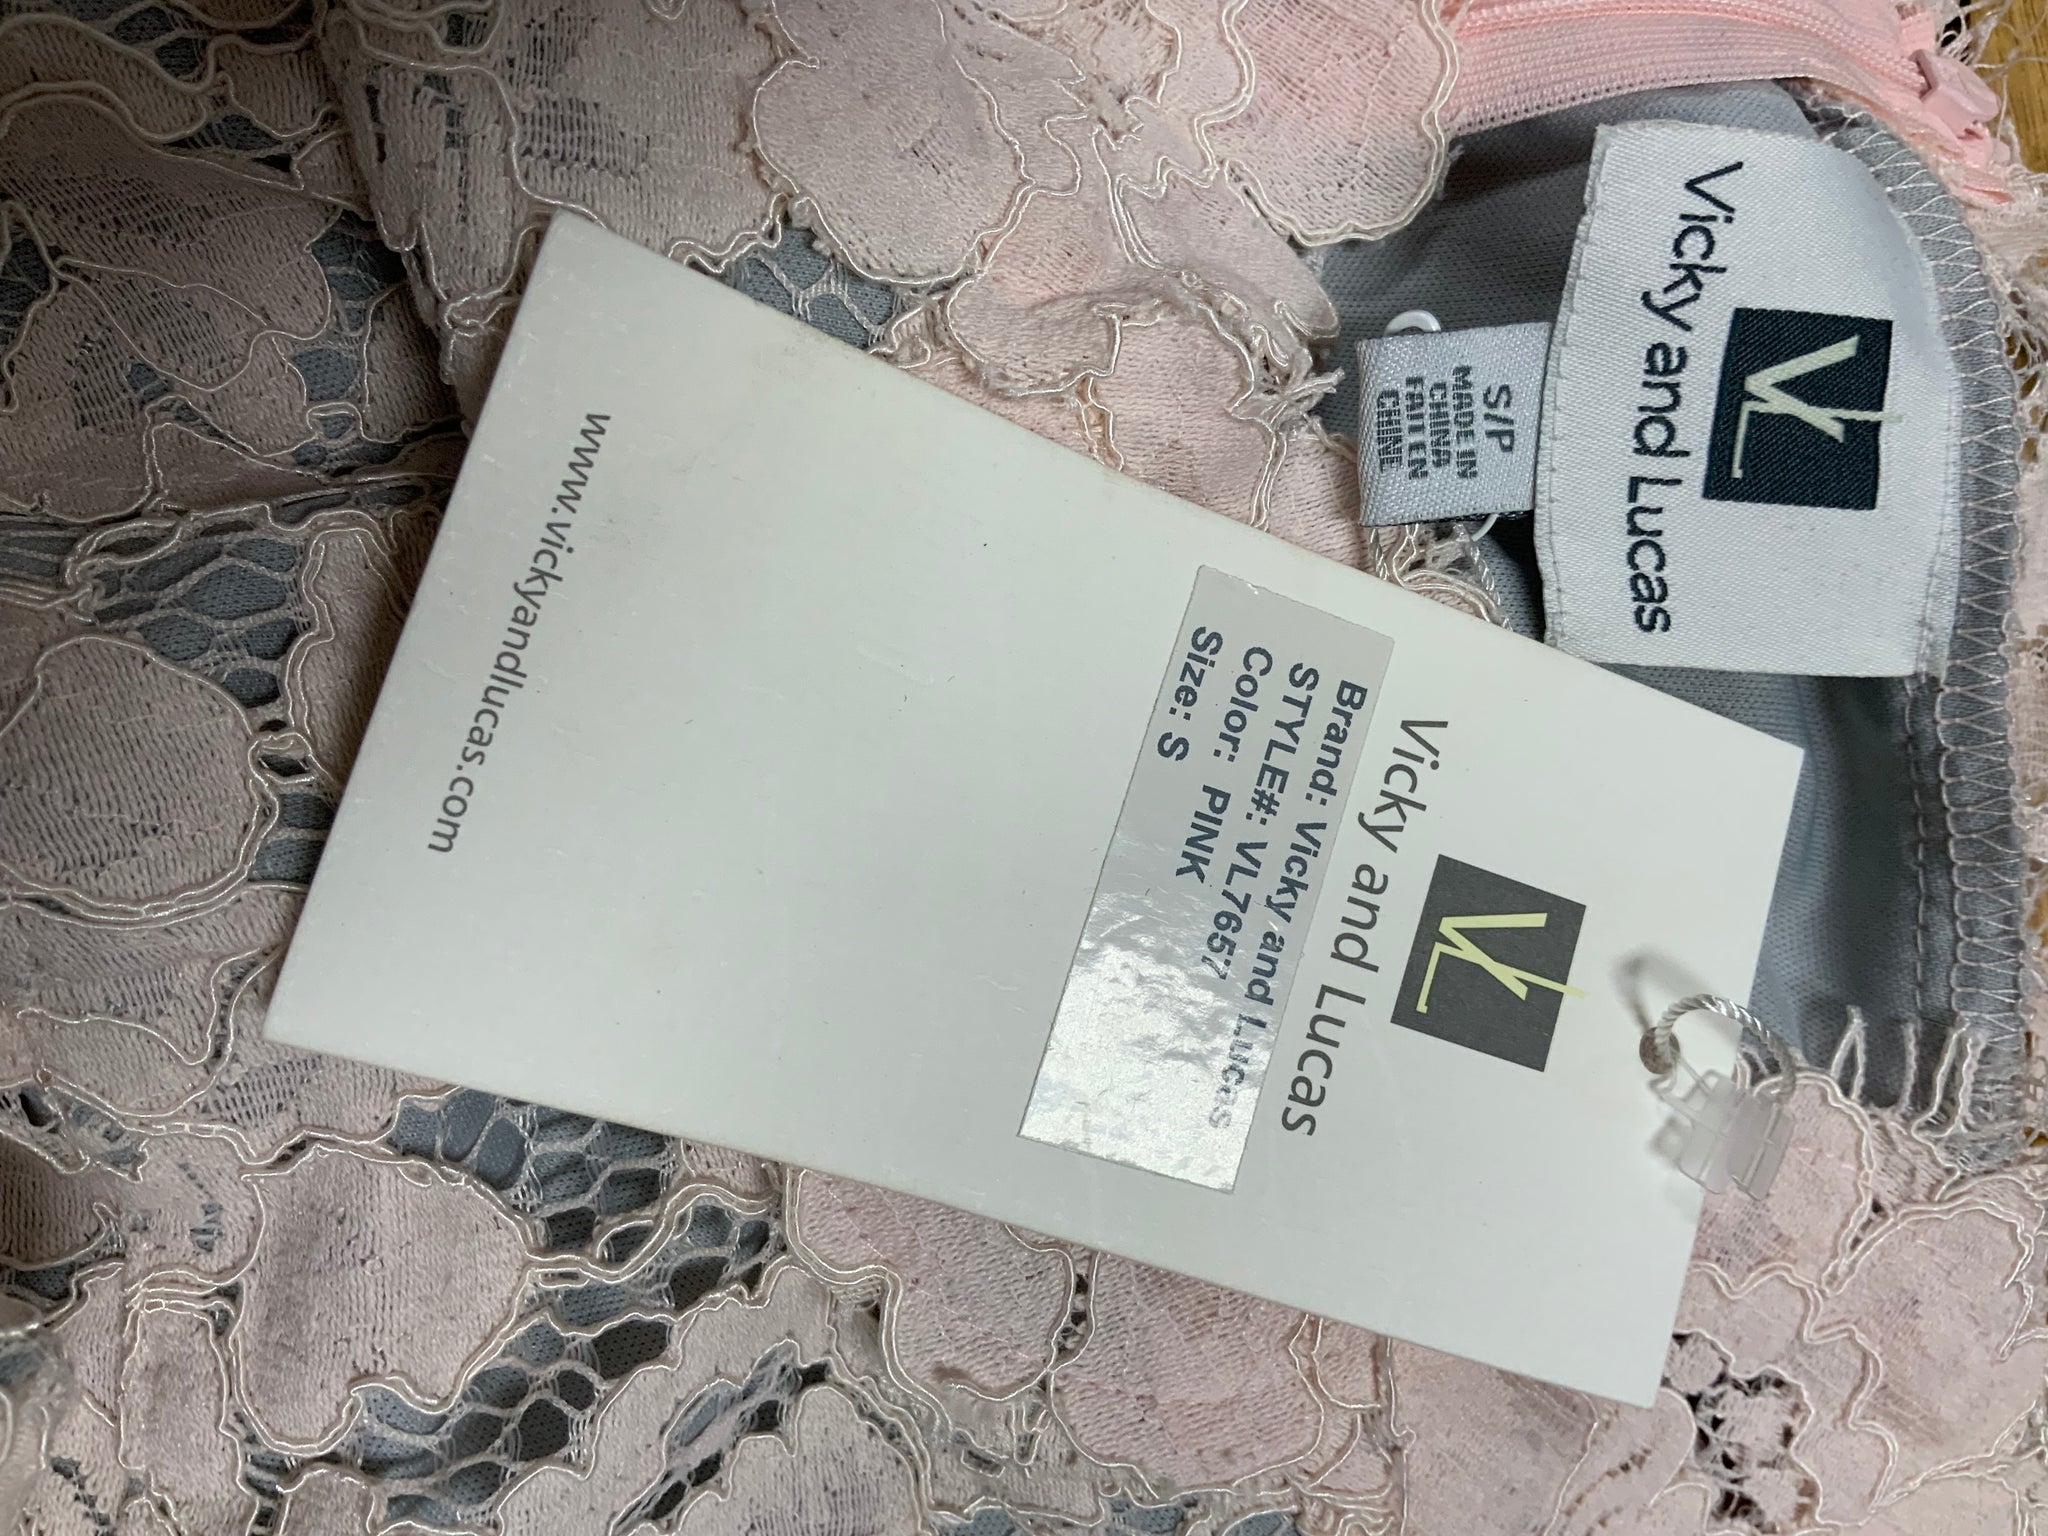 VL
Vicky and Lucas
S/P
MADE IN
CHINA
FAIT EN
CHINE
VL
Vicky and Lucas
Brand: Vicky and Lucas
STYLE#: VL7657
Color: PINK
Size: S
www.vickyandlucas.com